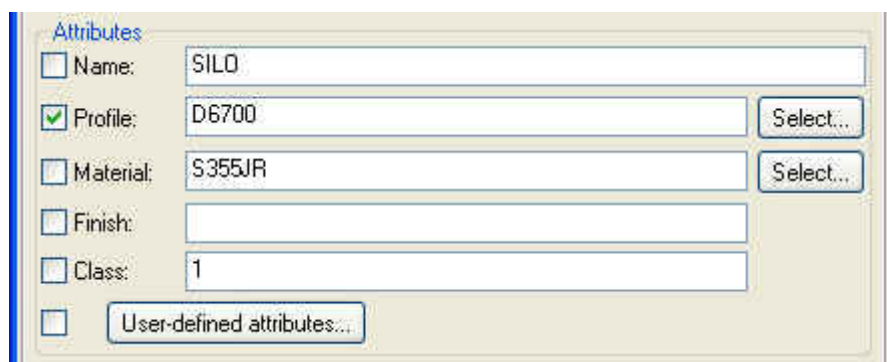 Attributes
Name: SILO
Profile: D6700 Select...
Material: S355JR Select...
Finish:
Class: 1
User-defined attributes...